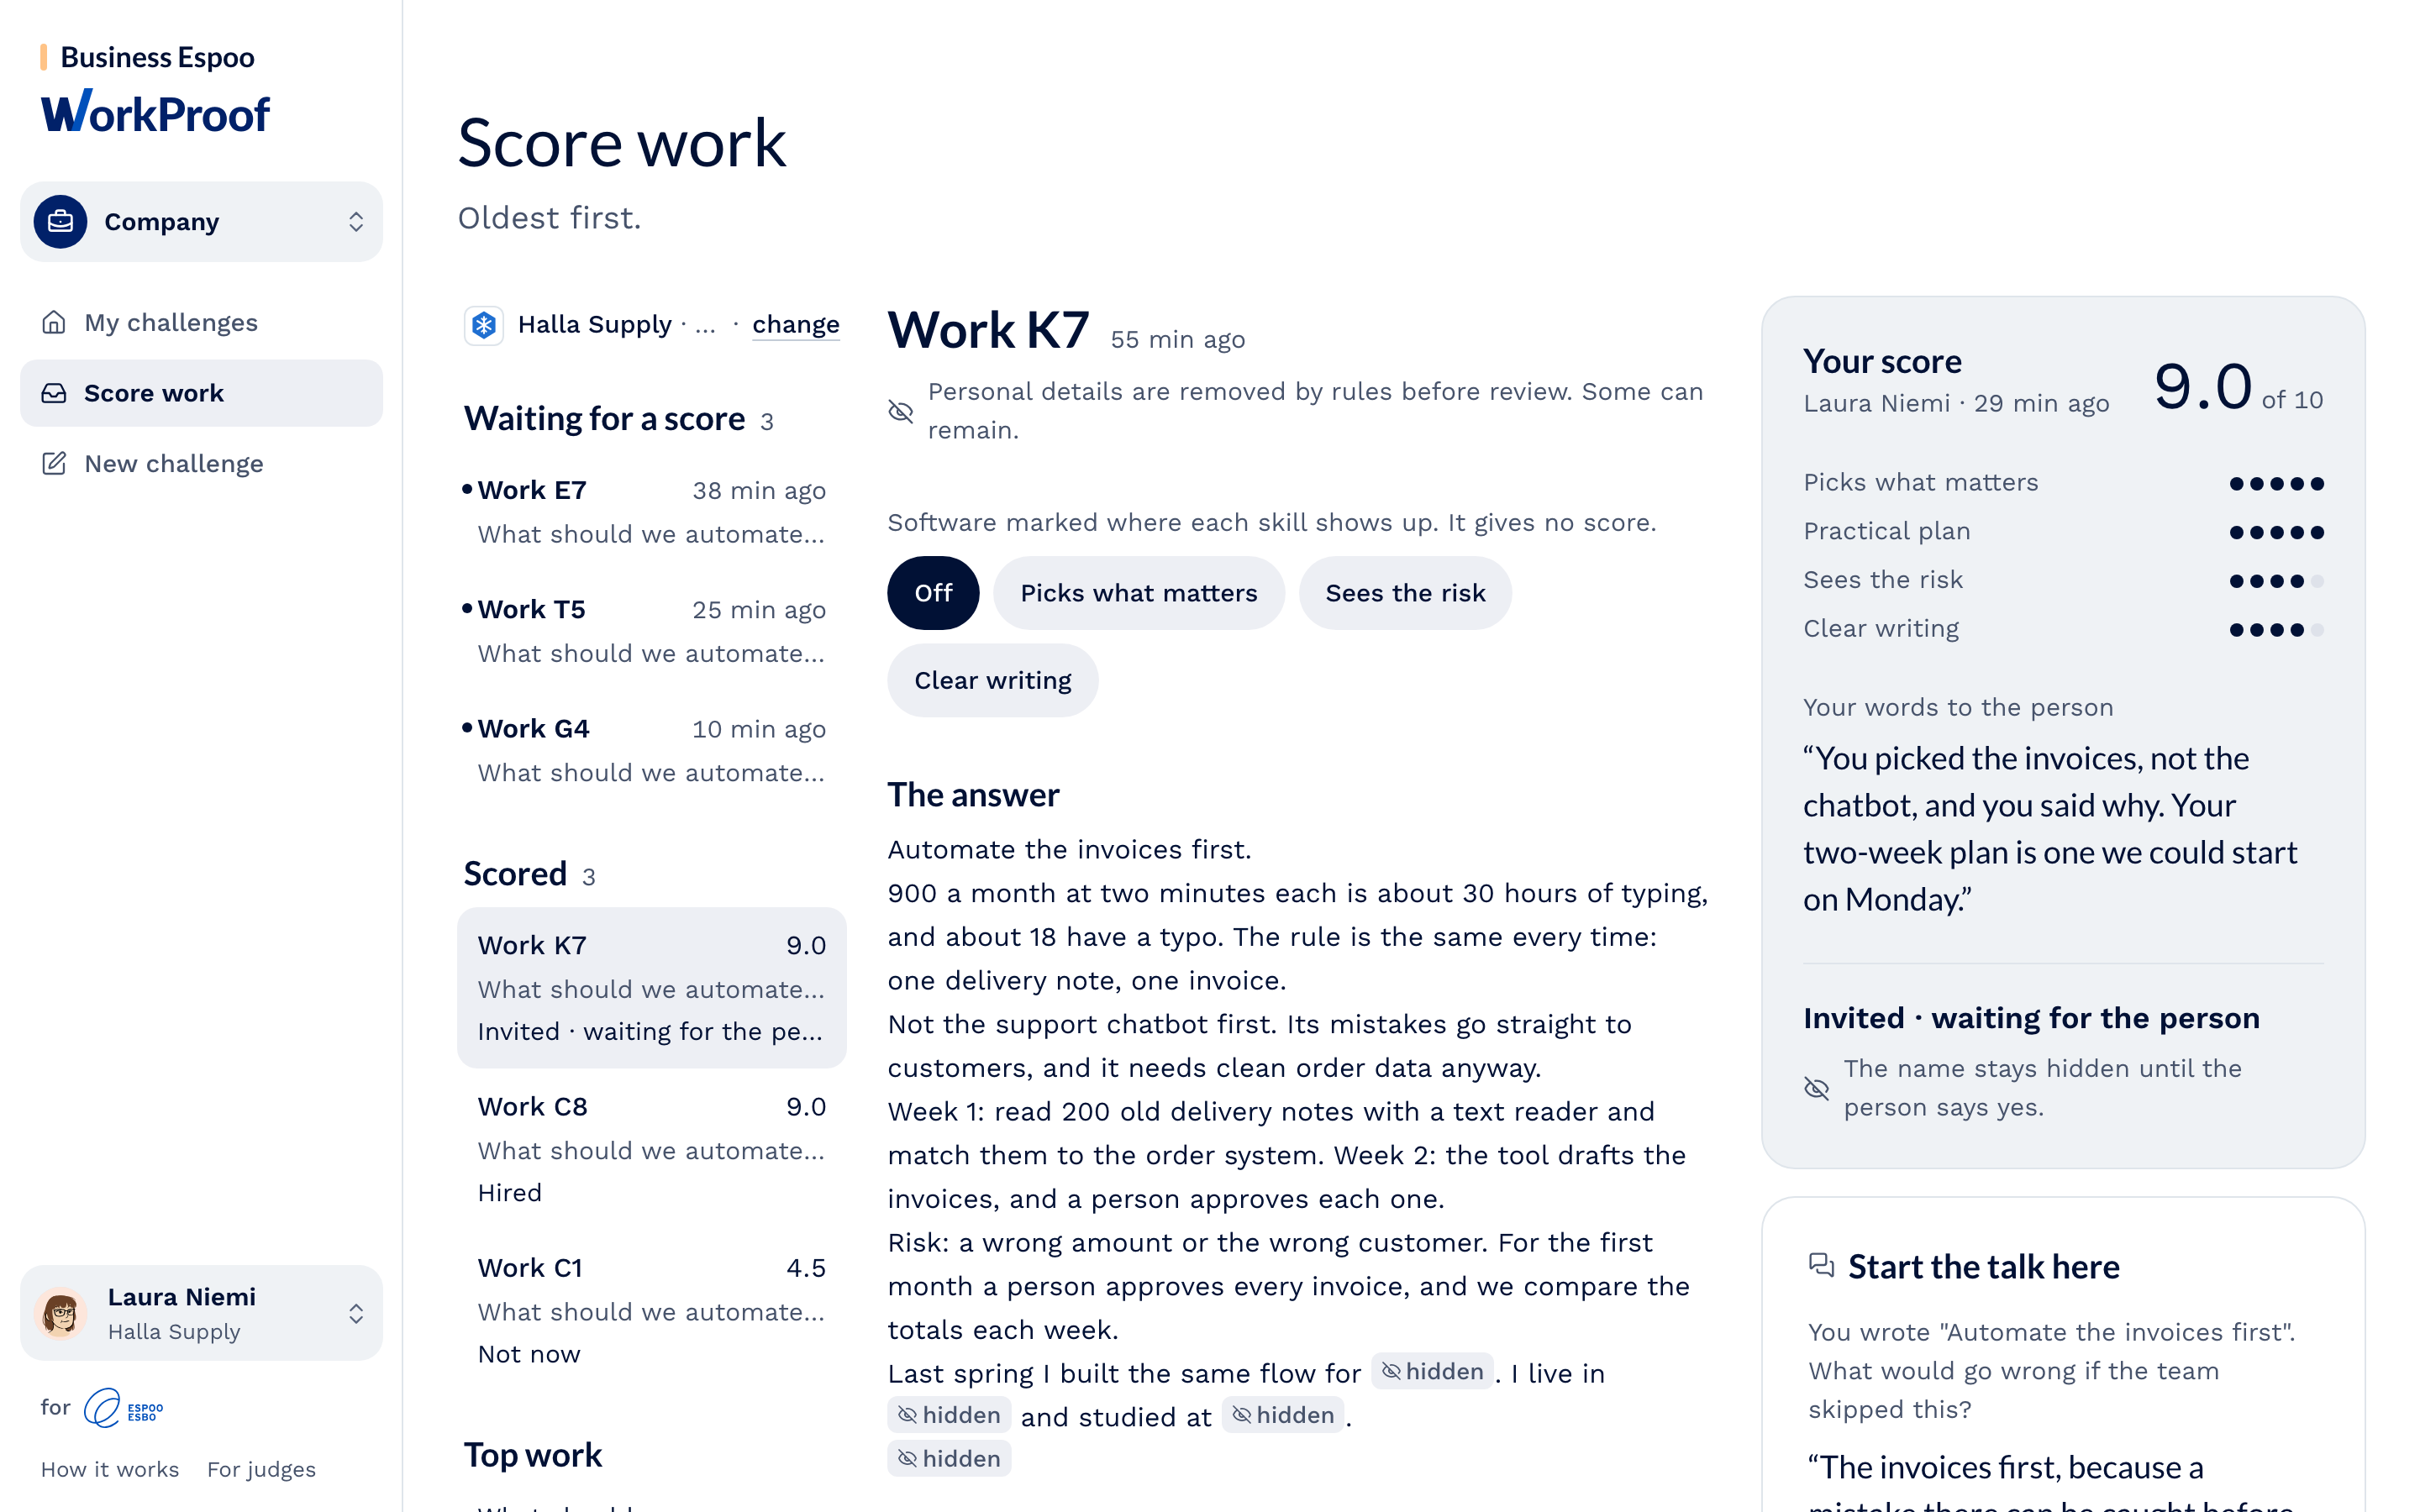 Business Espoo
WorkProof
Company
My challenges
Score work
New challenge
Laura Niemi
Halla Supply
for ESPOO ESBO
How it works For judges
Score work
Oldest first.
Halla Supply · … · change
Waiting for a score 3
Work E7 38 min ago
What should we automate…
Work T5 25 min ago
What should we automate…
Work G4 10 min ago
What should we automate…
Scored 3
Work K7 9.0
What should we automate…
Invited · waiting for the pe…
Work C8 9.0
What should we automate…
Hired
Work C1 4.5
What should we automate…
Not now
Top work
Work K7 55 min ago
Personal details are removed by rules before review. Some can
remain.
Software marked where each skill shows up. It gives no score.
Off Picks what matters Sees the risk
Clear writing
The answer
Automate the invoices first.
900 a month at two minutes each is about 30 hours of typing,
and about 18 have a typo. The rule is the same every time:
one delivery note, one invoice.
Not the support chatbot first. Its mistakes go straight to
customers, and it needs clean order data anyway.
Week 1: read 200 old delivery notes with a text reader and
match them to the order system. Week 2: the tool drafts the
invoices, and a person approves each one.
Risk: a wrong amount or the wrong customer. For the first
month a person approves every invoice, and we compare the
totals each week.
Last spring I built the same flow for hidden. I live in
hidden and studied at hidden.
hidden
Your score
Laura Niemi · 29 min ago 9.0 of 10
Picks what matters
Practical plan
Sees the risk
Clear writing
Your words to the person
“You picked the invoices, not the
chatbot, and you said why. Your
two-week plan is one we could start
on Monday.”
Invited · waiting for the person
The name stays hidden until the
person says yes.
Start the talk here
You wrote "Automate the invoices first".
What would go wrong if the team
skipped this?
“The invoices first, because a